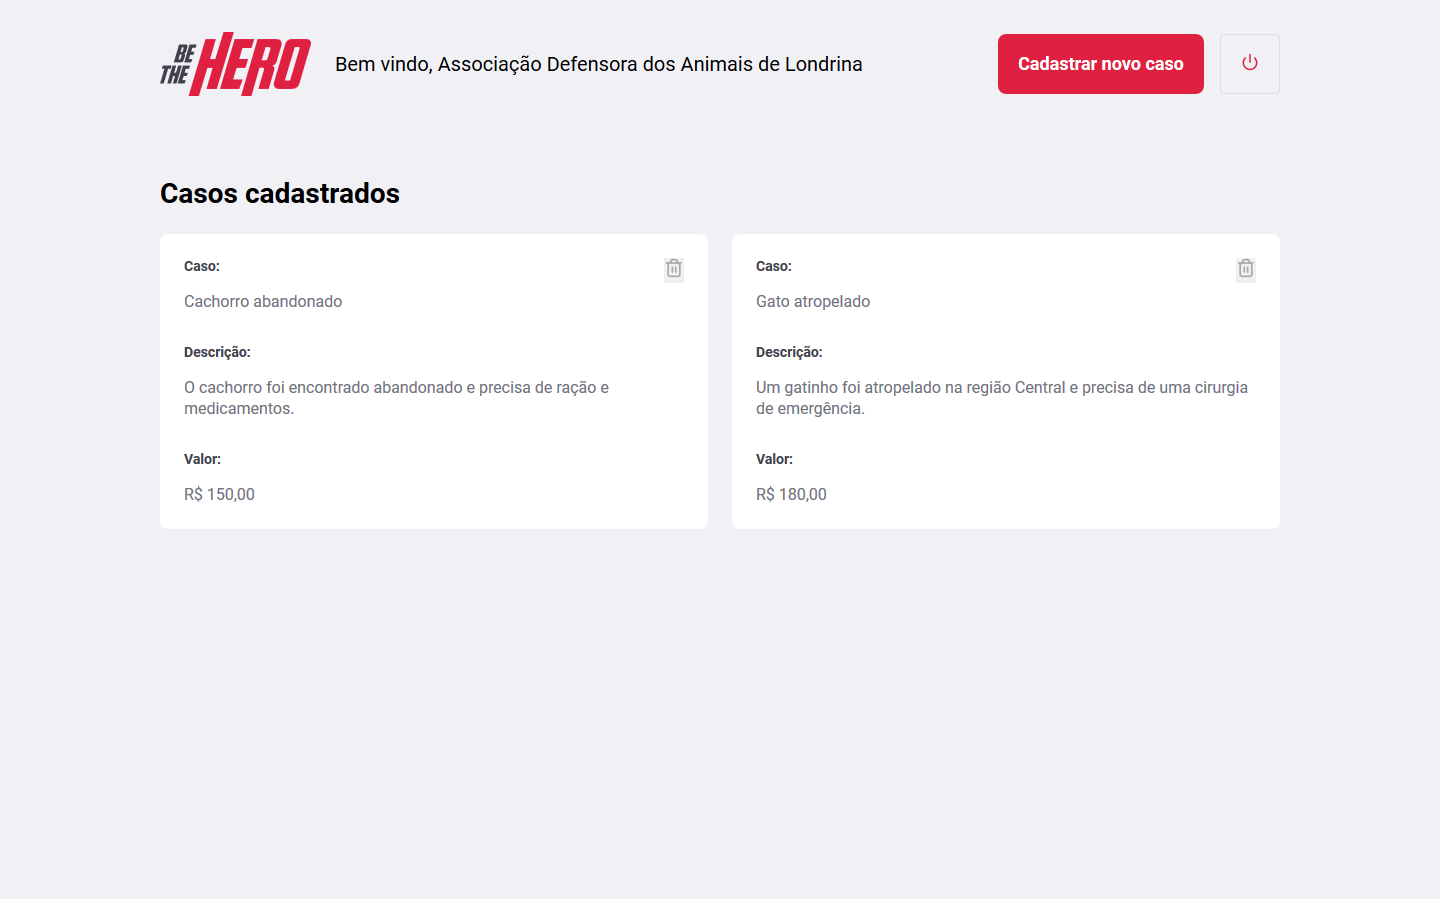 BE THE HERO
Bem vindo, Associação Defensora dos Animais de Londrina
Cadastrar novo caso
Casos cadastrados
Caso:
Cachorro abandonado
Descrição:
O cachorro foi encontrado abandonado e precisa de ração e
medicamentos.
Valor:
R$ 150,00
Caso:
Gato atropelado
Descrição:
Um gatinho foi atropelado na região Central e precisa de uma cirurgia
de emergência.
Valor:
R$ 180,00